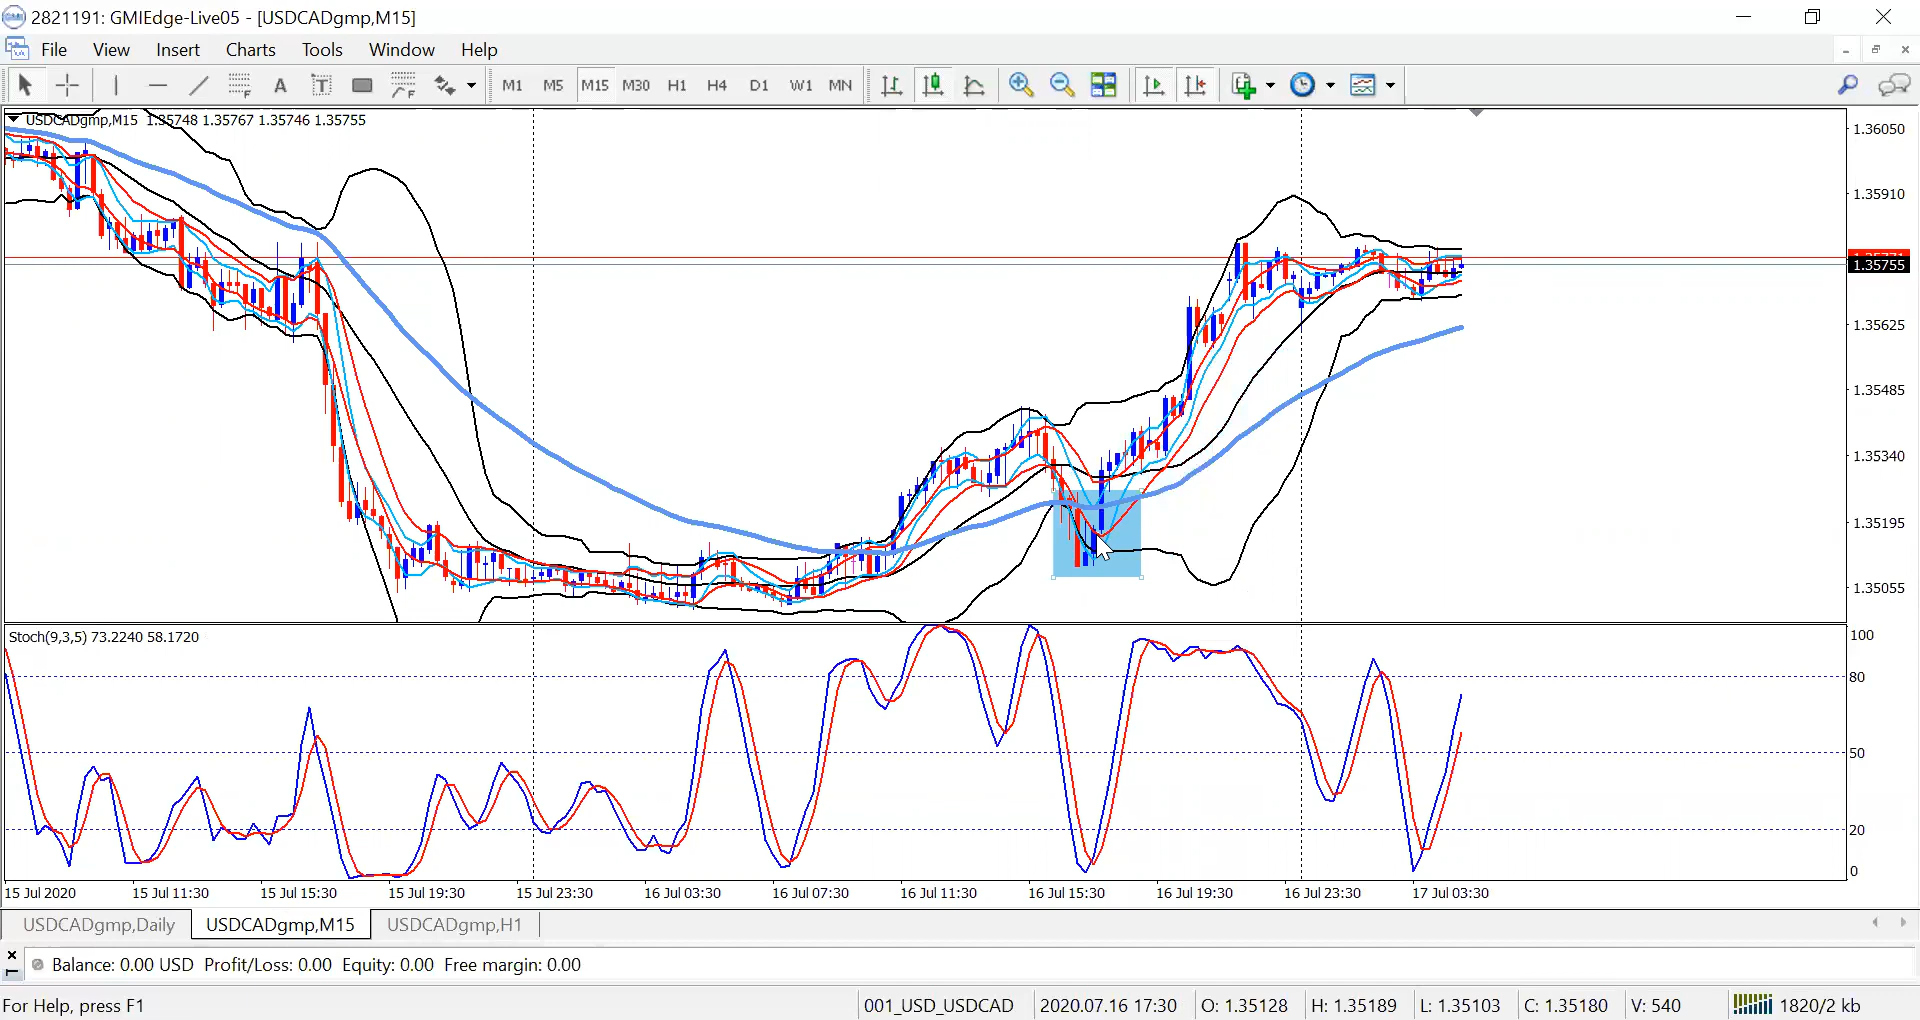 2821191: GMIEdge-Live05 - [USDCADgmp,M15]
File View Insert Charts Tools Window Help
A T F F M1 M5 M15 M30 H1 H4 D1 W1 MN
USDCADgmp,M15 1.35748 1.35767 1.35746 1.35755
1.36050
1.35910
1.35755
1.35625
1.35485
1.35340
1.35195
1.35055
Stoch(9,3,5) 73.2240 58.1720
100
80
50
20
0
15 Jul 2020 15 Jul 11:30 15 Jul 15:30 15 Jul 19:30 15 Jul 23:30 16 Jul 03:30 16 Jul 07:30 16 Jul 11:30 16 Jul 15:30 16 Jul 19:30 16 Jul 23:30 17 Jul 03:30
USDCADgmp,Daily USDCADgmp,M15 USDCADgmp,H1
Balance: 0.00 USD Profit/Loss: 0.00 Equity: 0.00 Free margin: 0.00
For Help, press F1 001_USD_USDCAD 2020.07.16 17:30 O: 1.35128 H: 1.35189 L: 1.35103 C: 1.35180 V: 540 1820/2 kb